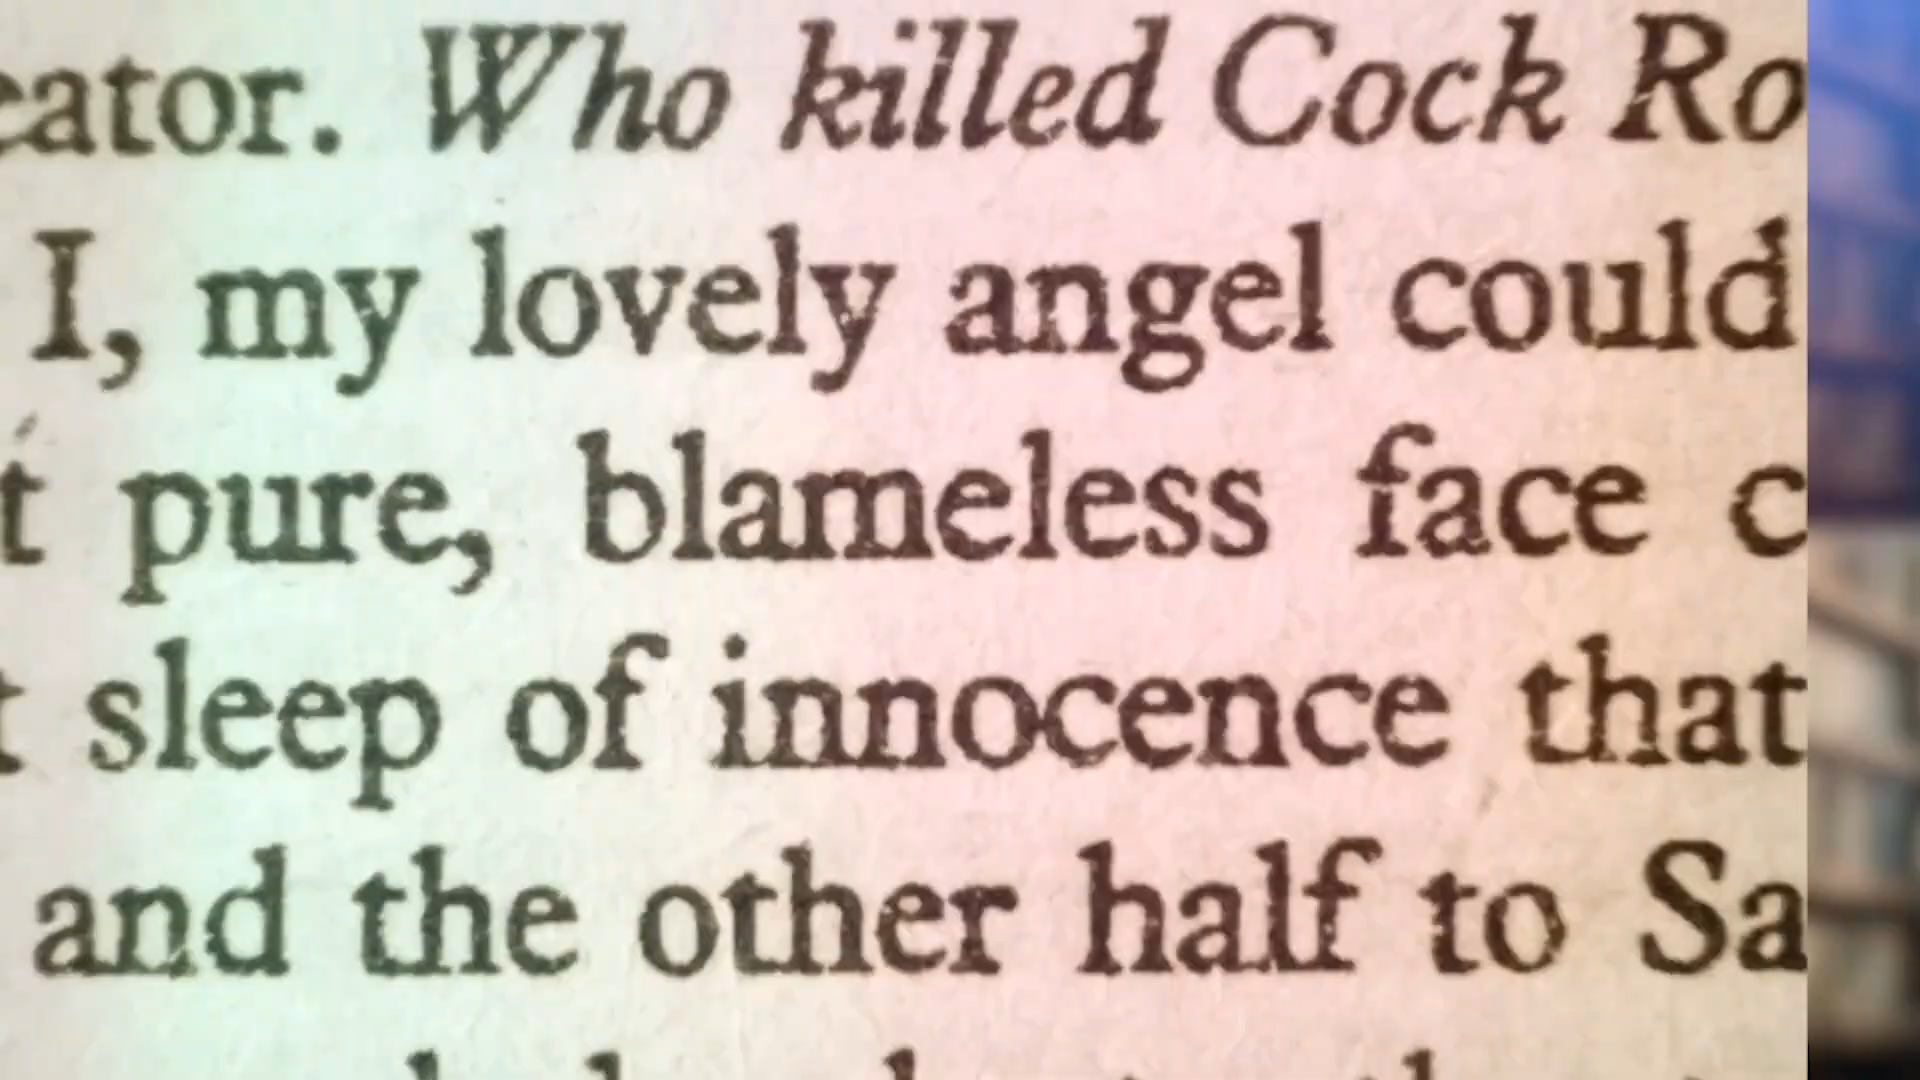 eator. Who killed Cock Ro
I, my lovely angel could
t pure, blameless face c
t sleep of innocence that
and the other half to Sa